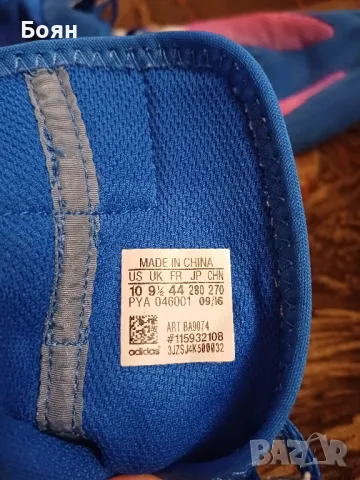 Боян
MADE IN CHINA
US UK FR JP CHN
10 9½ 44 280 270
PYA 046001 09/16
ART BA9074
#115932108
adidas 3JZSJ4K500032
BAZAR.bg